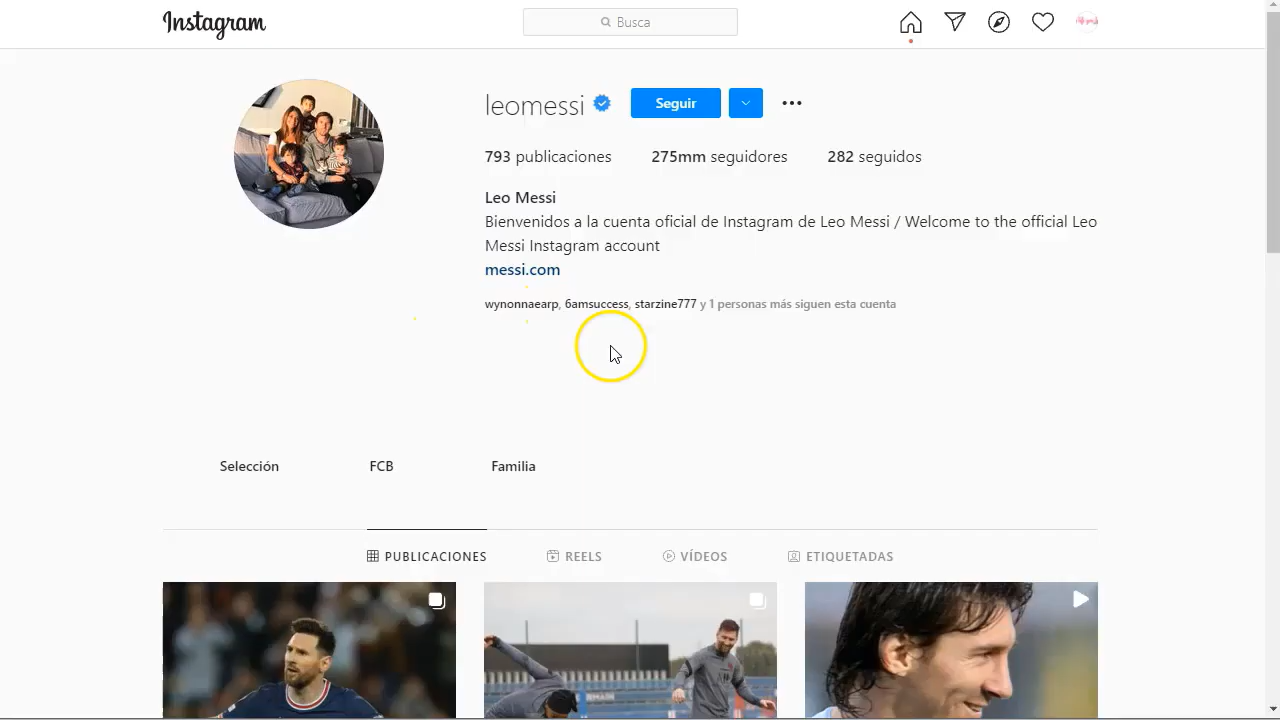 Instagram
Busca
leomessi
Seguir
793 publicaciones 275mm seguidores 282 seguidos
Leo Messi
Bienvenidos a la cuenta oficial de Instagram de Leo Messi / Welcome to the official Leo
Messi Instagram account
messi.com
wynonnaearp, 6amsuccess, starzine777 y 1 personas más siguen esta cuenta
Selección FCB Familia
PUBLICACIONES REELS VÍDEOS ETIQUETADAS